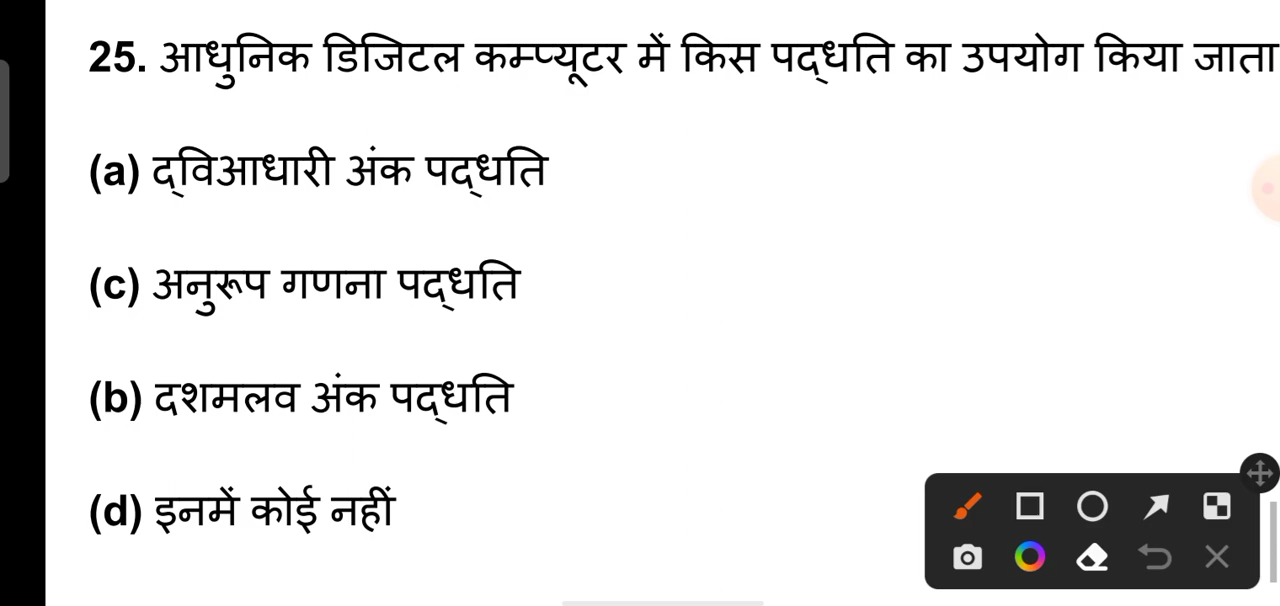 25. आधुनिक डिजिटल कम्प्यूटर में किस पद्धति का उपयोग किया जाता
(a) द्विआधारी अंक पद्धति
(c) अनुरूप गणना पद्धति
(b) दशमलव अंक पद्धति
(d) इनमें कोई नहीं